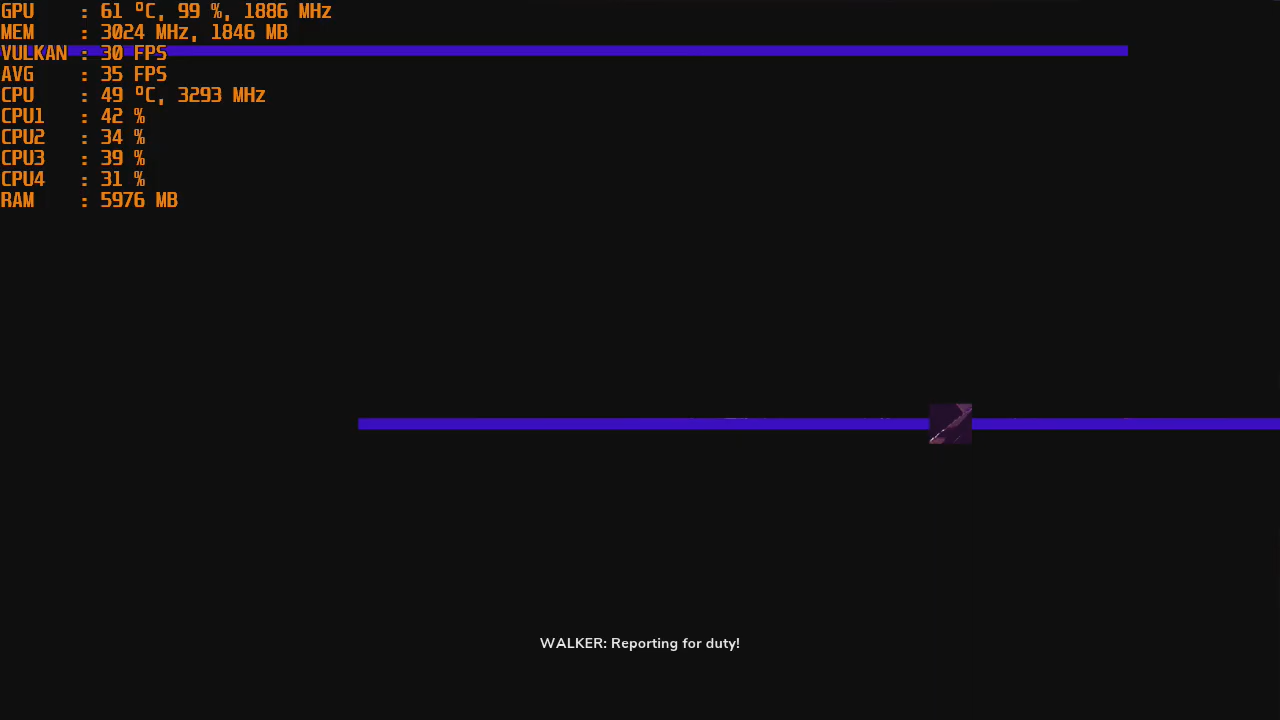 GPU : 61 °C, 99 %, 1886 MHz
MEM : 3024 MHz, 1846 MB
VULKAN : 30 FPS
AVG : 35 FPS
CPU : 49 °C, 3293 MHz
CPU1 : 42 %
CPU2 : 34 %
CPU3 : 39 %
CPU4 : 31 %
RAM : 5976 MB
WALKER: Reporting for duty!